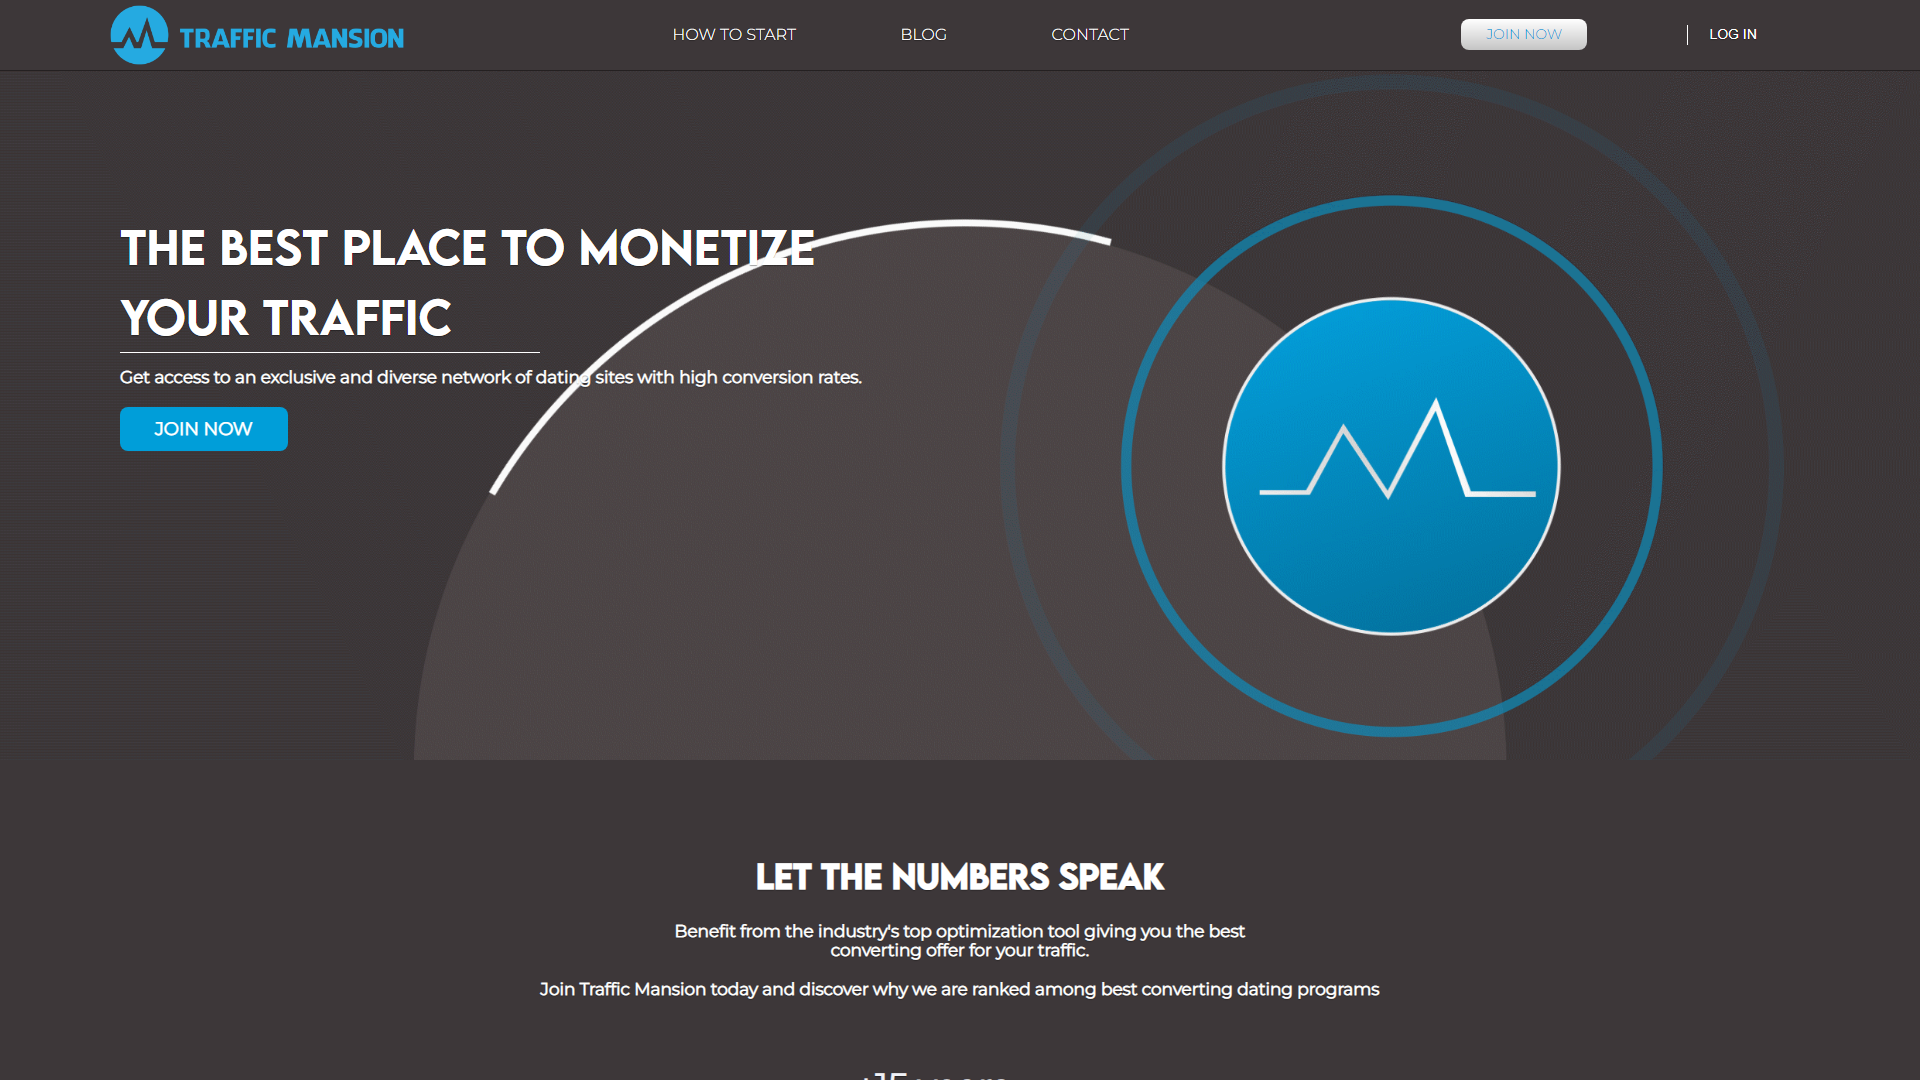 TRAFFIC MANSION
HOW TO START
BLOG
CONTACT
JOIN NOW
LOG IN
THE BEST PLACE TO MONETIZE
YOUR TRAFFIC
Get access to an exclusive and diverse network of dating sites with high conversion rates.
JOIN NOW
LET THE NUMBERS SPEAK
Benefit from the industry's top optimization tool giving you the best
converting offer for your traffic.
Join Traffic Mansion today and discover why we are ranked among best converting dating programs